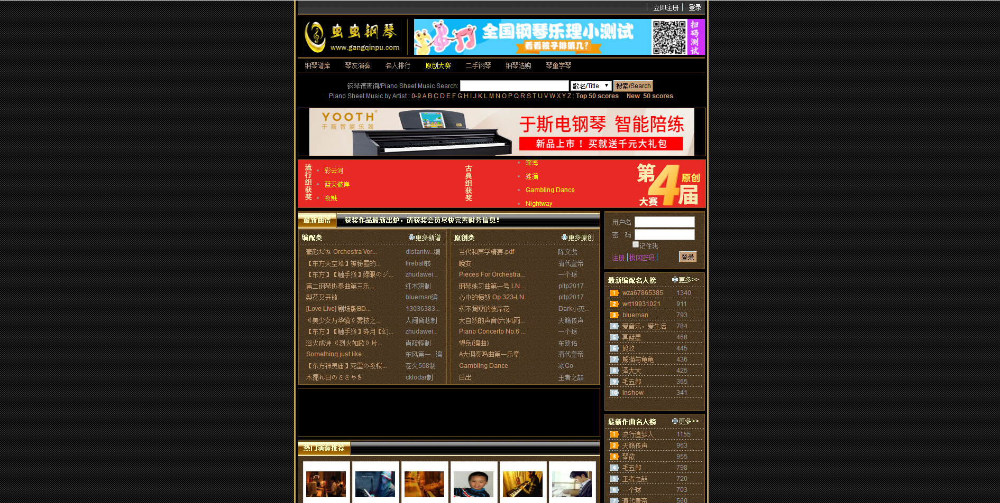 立即注册 登录
虫虫钢琴
www.gangqinpu.com
全国钢琴乐理小测试
看看孩子排第几?
扫码测试
钢琴谱库 琴友演奏 名人排行 原创大赛 二手钢琴 钢琴选购 琴童学琴
钢琴谱查询/Piano Sheet Music Search: 歌名/Title 搜索/Search
Piano Sheet Music by Artist : 0-9 A B C D E F G H I J K L M N O P Q R S T U V W X Y Z : Top 50 scores New 50 scores
YOOTH
于斯智能乐器
于斯电钢琴 智能陪练
新品上市！买就送千元大礼包
流行组获奖
彩云河
蓝天彼岸
夜魅
古典组获奖
深海
涟漪
Gambling Dance
Nightway
第4届原创大赛
最新曲谱 获奖作品最新出炉，请获奖会员尽快完善财务信息！
编配类 更多新谱
素敵だね Orchestra Ver... distantw...编
【东方天空璋】被秘匿的... fireball转
【东方】【触手猴】緑眼のジ... zhudawei...
第二钢琴协奏曲第三乐... 红木鸡制
梨花又开放 blueman编
[Love Live] 剧场版BD... 13036383...
《美少女万华镜》雾枝之... 人间皆悲制
【东方】【触手猴】砕月【幻... zhudawei...
浴火成诗《烈火如歌》片... 肖筱怪制
Something just like ... 东风第一...编
【东方神灵庙】死霊の夜桜... 苍火568制
木漏れ日のささやき cklodar制
原创类 更多原创
当代和声学精要.pdf 陈文戈
晚安 清代皇帝
Pieces For Orchestra... 一个球
钢琴练习曲第一号 LN ... pltp2017...
心中的愤怒 Op.323-LN... pltp2017...
永不凋零的彼岸花 Dark小灭...
大自然的声音(六)风雨... 天籁传声
Piano Concerto No.6 ... 一个球
望岳(编曲) 车致佑
A大调奏鸣曲第一乐章 清代皇帝
Gambling Dance 冰Go
日出 王者之喆
用户名
密 码
记住我
注册 找回密码 登录
最新编配名人榜 更多>>
1 wza67865385 1340
2 wrt19931021 911
3 blueman 793
4 爱音乐，爱生活 784
5 冥蓝星 468
6 鸠玖 445
7 熊猫与龟龟 436
8 泽大大 425
9 毛五郎 365
10 lnshow 341
最新作曲名人榜 更多>>
1 流行追梦人 1155
2 天籁传声 963
3 琴欲 955
4 毛五郎 798
5 王者之喆 720
6 一个球 703
7 清代皇帝 560
热门演奏推荐